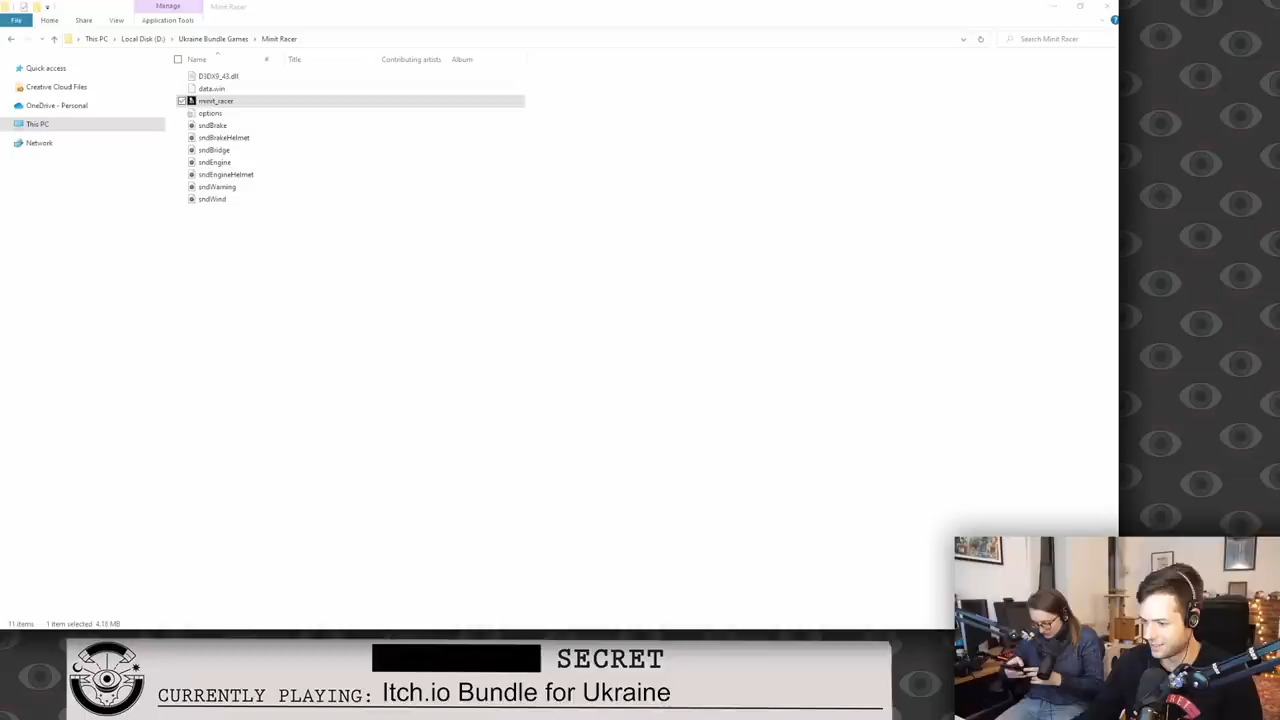 Manage
Minit Racer
File
Home
Share
View
Application Tools
This PC
Local Disk (D:)
Ukraine Bundle Games
Minit Racer
Search Minit Racer
Name
#
Title
Contributing artists
Album
Quick access
Creative Cloud Files
OneDrive - Personal
This PC
Network
D3DX9_43.dll
data.win
minit_racer
options
sndBrake
sndBrakeHelmet
sndBridge
sndEngine
sndEngineHelmet
sndWarning
sndWind
11 items
1 item selected 4.18 MB
SECRET
CURRENTLY PLAYING: Itch.io Bundle for Ukraine